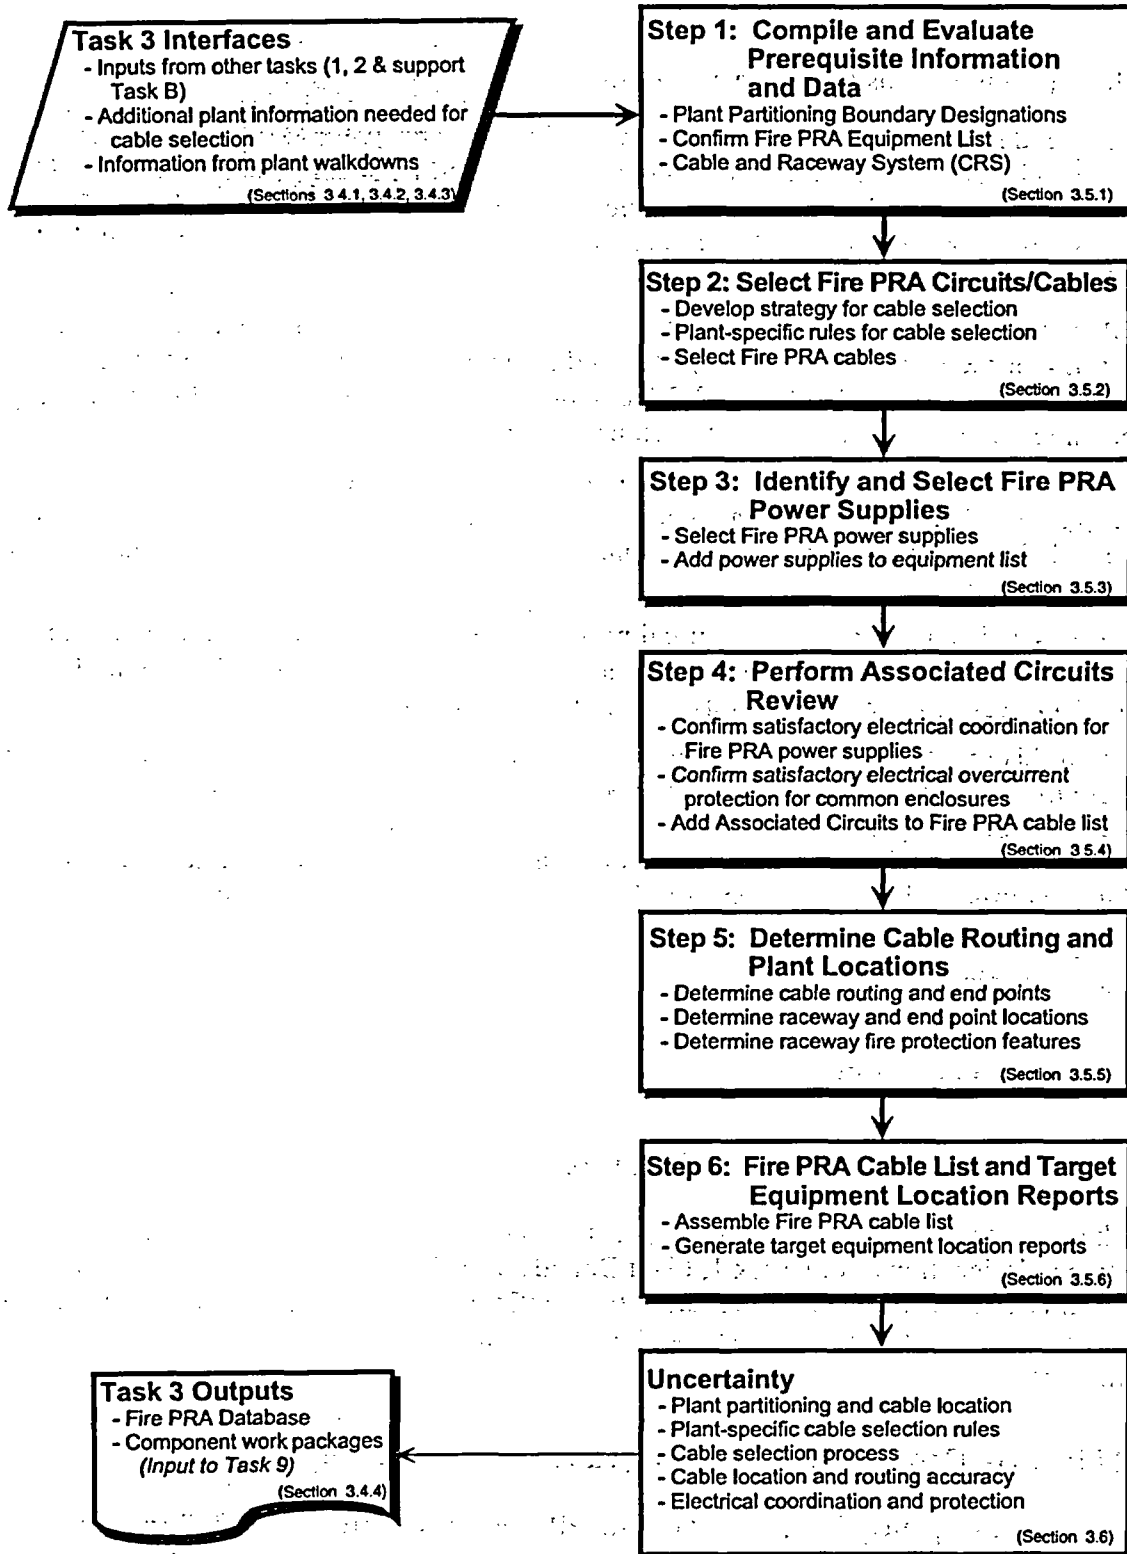 Task 3 Interfaces
- Inputs from other tasks (1, 2 & support
Task B)
- Additional plant information needed for
cable selection
- Information from plant walkdowns
(Sections 3.4.1, 3.4.2, 3.4.3)
Step 1: Compile and Evaluate
Prerequisite Information
and Data
- Plant Partitioning Boundary Designations
- Confirm Fire PRA Equipment List
- Cable and Raceway System (CRS)
(Section 3.5.1)
Step 2: Select Fire PRA Circuits/Cables
- Develop strategy for cable selection
- Plant-specific rules for cable selection
- Select Fire PRA cables
(Section 3.5.2)
Step 3: Identify and Select Fire PRA
Power Supplies
- Select Fire PRA power supplies
- Add power supplies to equipment list
(Section 3.5.3)
Step 4: Perform Associated Circuits
Review
- Confirm satisfactory electrical coordination for
Fire PRA power supplies
- Confirm satisfactory electrical overcurrent
protection for common enclosures
- Add Associated Circuits to Fire PRA cable list
(Section 3.5.4)
Step 5: Determine Cable Routing and
Plant Locations
- Determine cable routing and end points
- Determine raceway and end point locations
- Determine raceway fire protection features
(Section 3.5.5)
Step 6: Fire PRA Cable List and Target
Equipment Location Reports
- Assemble Fire PRA cable list
- Generate target equipment location reports
(Section 3.5.6)
Uncertainty
- Plant partitioning and cable location
- Plant-specific cable selection rules
- Cable selection process
- Cable location and routing accuracy
- Electrical coordination and protection
(Section 3.6)
Task 3 Outputs
- Fire PRA Database
- Component work packages
(Input to Task 9)
(Section 3.4.4)